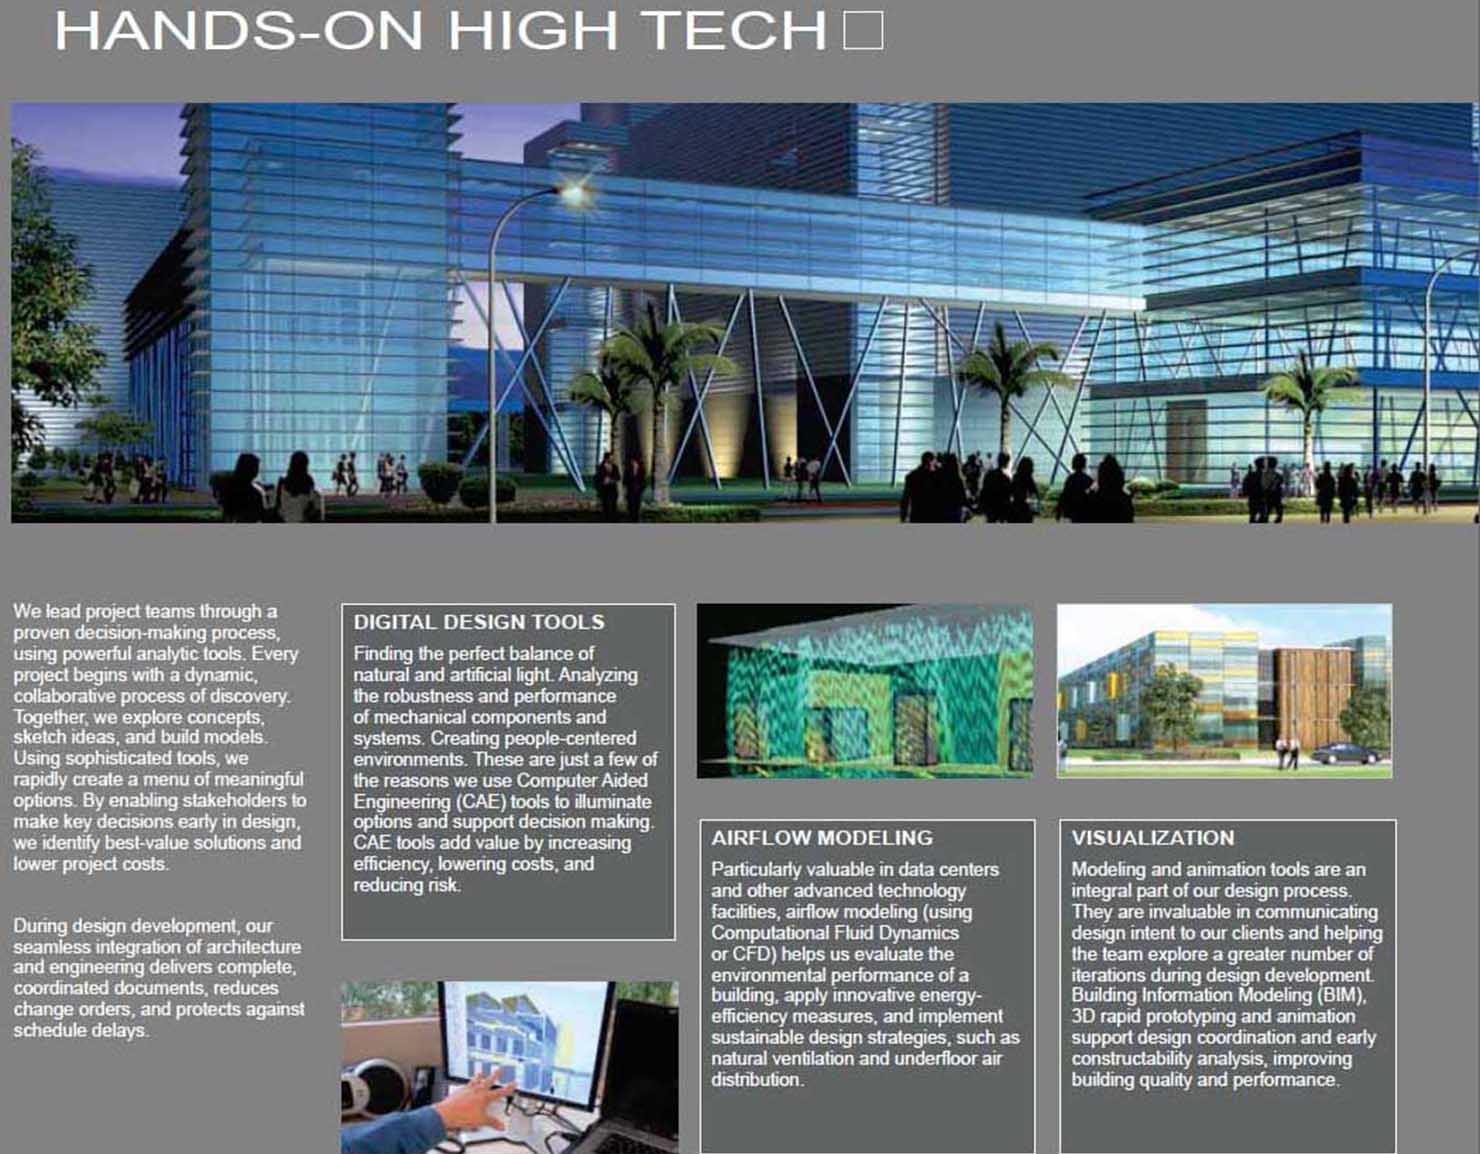 HANDS-ON HIGH TECH
We lead project teams through a
proven decision-making process,
using powerful analytic tools. Every
project begins with a dynamic,
collaborative process of discovery.
Together, we explore concepts,
sketch ideas, and build models.
Using sophisticated tools, we
rapidly create a menu of meaningful
options. By enabling stakeholders to
make key decisions early in design,
we identify best-value solutions and
lower project costs.
During design development, our
seamless integration of architecture
and engineering delivers complete,
coordinated documents, reduces
change orders, and protects against
schedule delays.
DIGITAL DESIGN TOOLS
Finding the perfect balance of
natural and artificial light. Analyzing
the robustness and performance
of mechanical components and
systems. Creating people-centered
environments. These are just a few of
the reasons we use Computer Aided
Engineering (CAE) tools to illuminate
options and support decision making.
CAE tools add value by increasing
efficiency, lowering costs, and
reducing risk.
AIRFLOW MODELING
Particularly valuable in data centers
and other advanced technology
facilities, airflow modeling (using
Computational Fluid Dynamics
or CFD) helps us evaluate the
environmental performance of a
building, apply innovative energy-
efficiency measures, and implement
sustainable design strategies, such as
natural ventilation and underfloor air
distribution.
VISUALIZATION
Modeling and animation tools are an
integral part of our design process.
They are invaluable in communicating
design intent to our clients and helping
the team explore a greater number of
iterations during design development.
Building Information Modeling (BIM),
3D rapid prototyping and animation
support design coordination and early
constructability analysis, improving
building quality and performance.